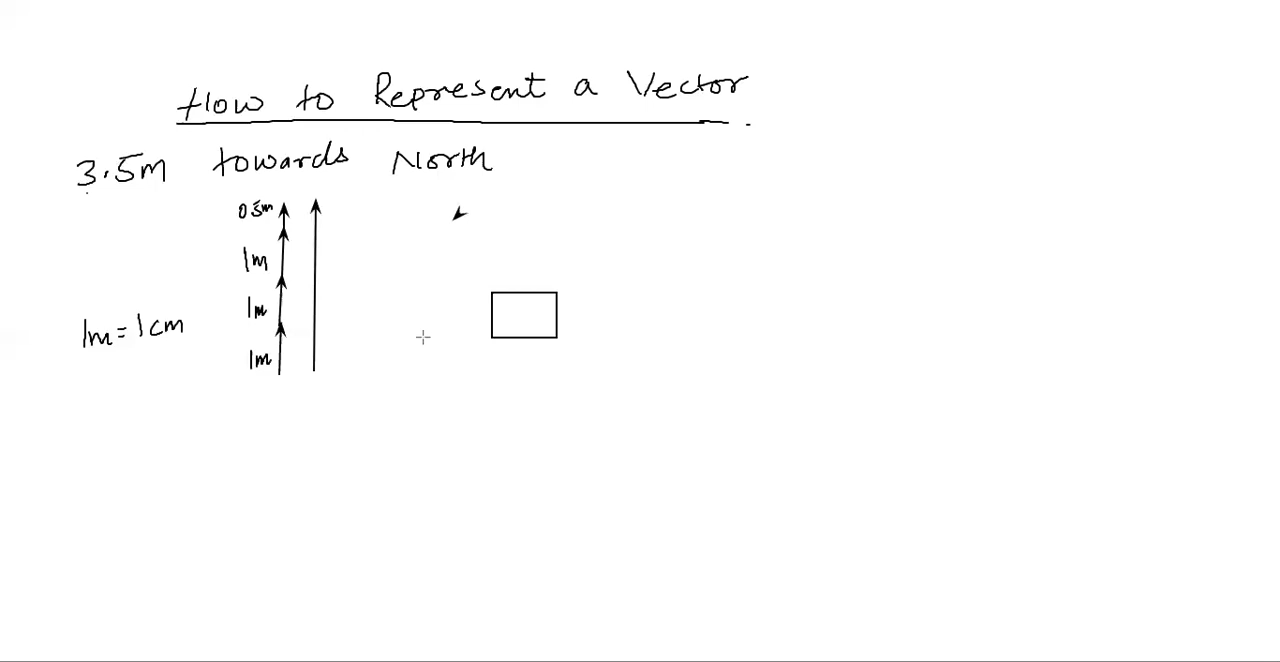 How to Represent a Vector.
3.5m towards North
0.5m
1m
1m
1m = 1cm
1m